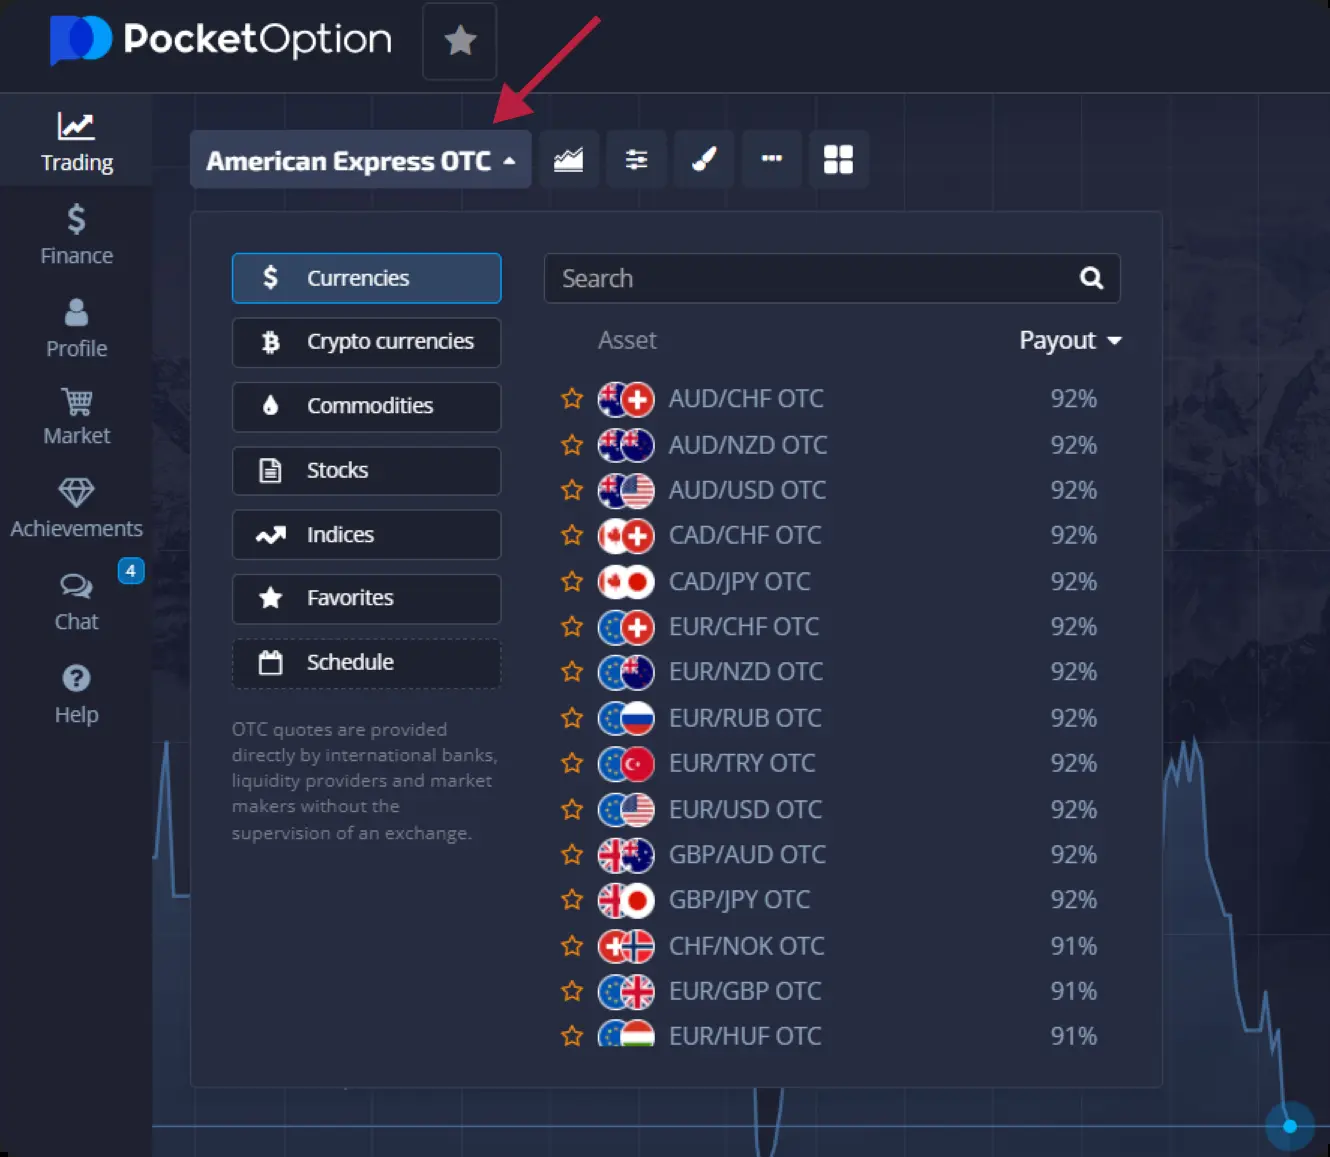 PocketOption
Trading
Finance
Profile
Market
Achievements
4
Chat
Help
American Express OTC
Currencies
Crypto currencies
Commodities
Stocks
Indices
Favorites
Schedule
OTC quotes are provided
directly by international banks,
liquidity providers and market
makers without the
supervision of an exchange.
Search
Asset Payout
AUD/CHF OTC 92%
AUD/NZD OTC 92%
AUD/USD OTC 92%
CAD/CHF OTC 92%
CAD/JPY OTC 92%
EUR/CHF OTC 92%
EUR/NZD OTC 92%
EUR/RUB OTC 92%
EUR/TRY OTC 92%
EUR/USD OTC 92%
GBP/AUD OTC 92%
GBP/JPY OTC 92%
CHF/NOK OTC 91%
EUR/GBP OTC 91%
EUR/HUF OTC 91%